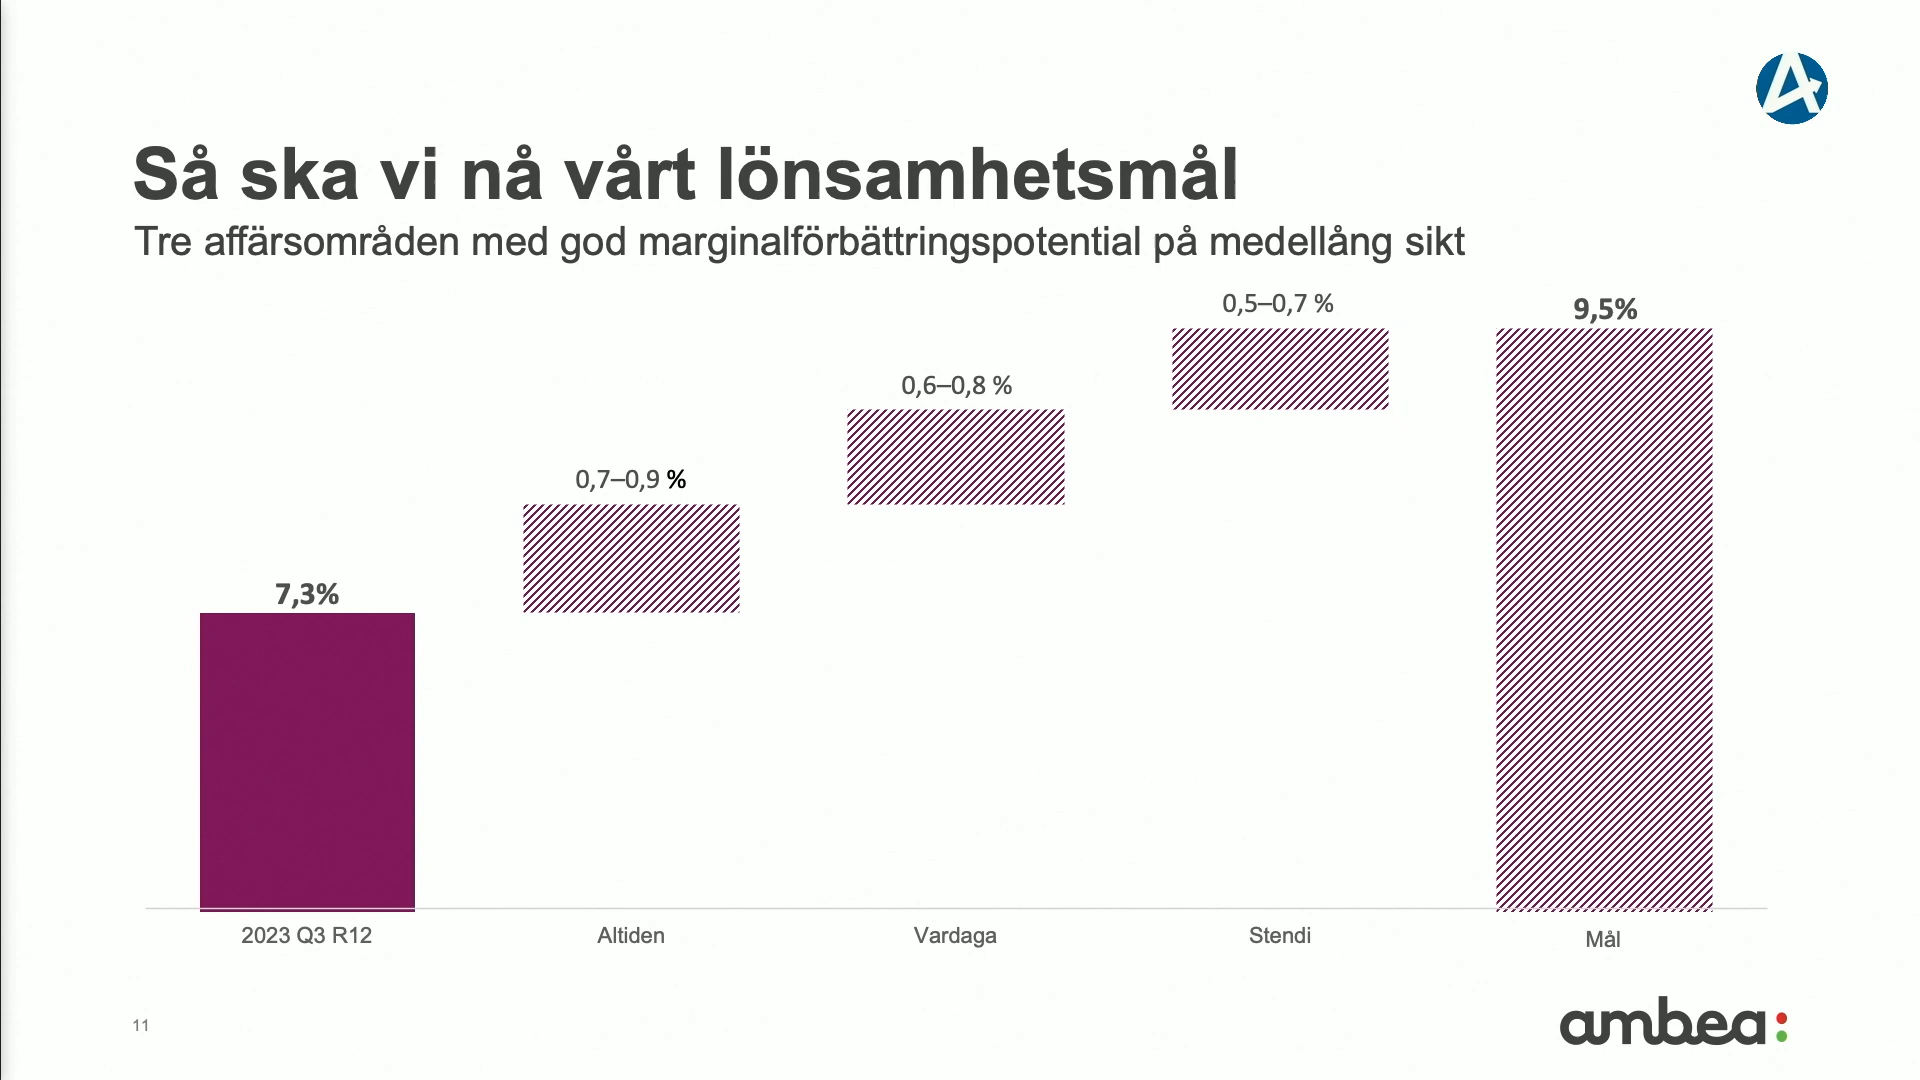 Så ska vi nå vårt lönsamhetsmål
Tre affärsområden med god marginalförbättringspotential på medellång sikt
7,3%
0,7–0,9 %
0,6–0,8 %
0,5–0,7 %
9,5%
2023 Q3 R12
Altiden
Vardaga
Stendi
Mål
11
ambea: